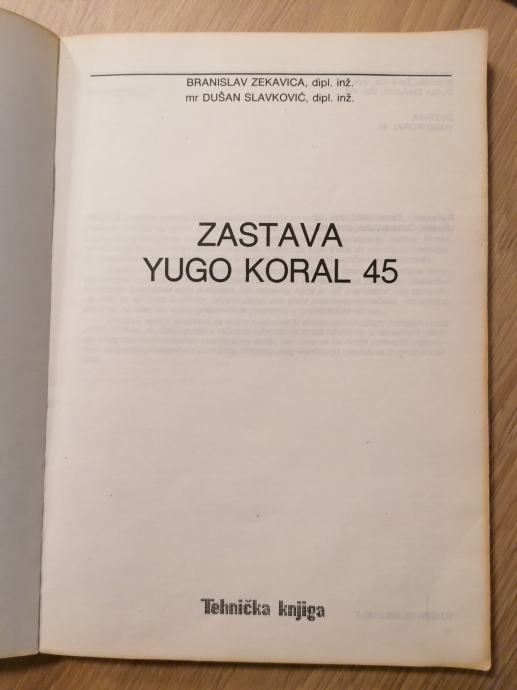 BRANISLAV ZEKAVICA, dipl. inž.
mr DUŠAN SLAVKOVIĆ, dipl. inž.
ZASTAVA
YUGO KORAL 45
Tehnička knjiga